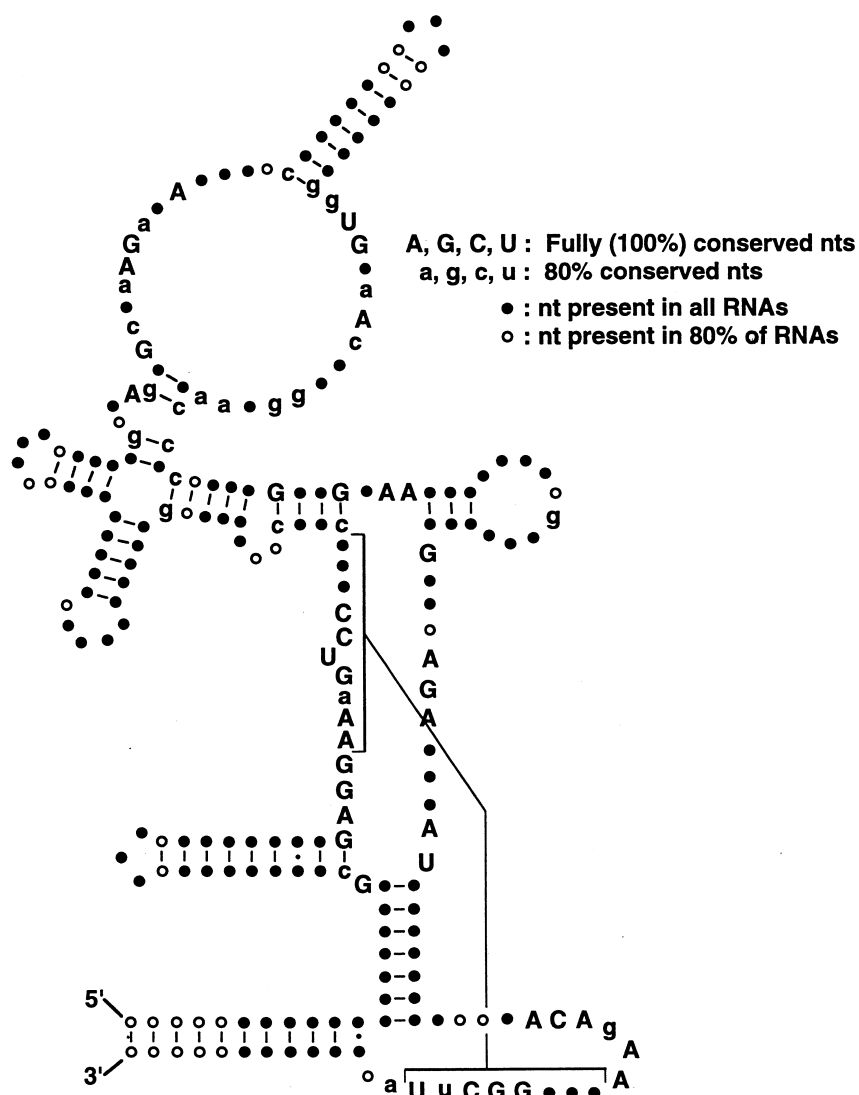 A, G, C, U : Fully (100%) conserved nts
a, g, c, u : 80% conserved nts
: nt present in all RNAs
: nt present in 80% of RNAs
A
c
g
g
U
G
a
G
A
a
c
G
a
A
c
A g
c a a g g
g c
c
g
G G A A
c c
g
G
C
C
U
G
a
A
A
G
G
A
G
c
G
A
G
A
A
U
5'
3'
A C A g
A
A
a U u C G G